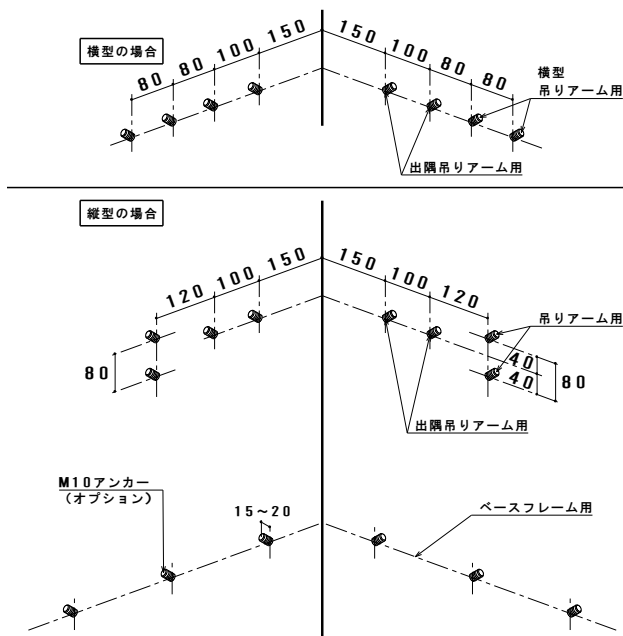 横型の場合
80 80 100 150 150 100 80 80
横型
吊りアーム用
出隅吊りアーム用
縦型の場合
120 100 150 150 100 120
吊りアーム用
80
40
40
80
出隅吊りアーム用
M10アンカー
(オプション)
15~20
ベースフレーム用